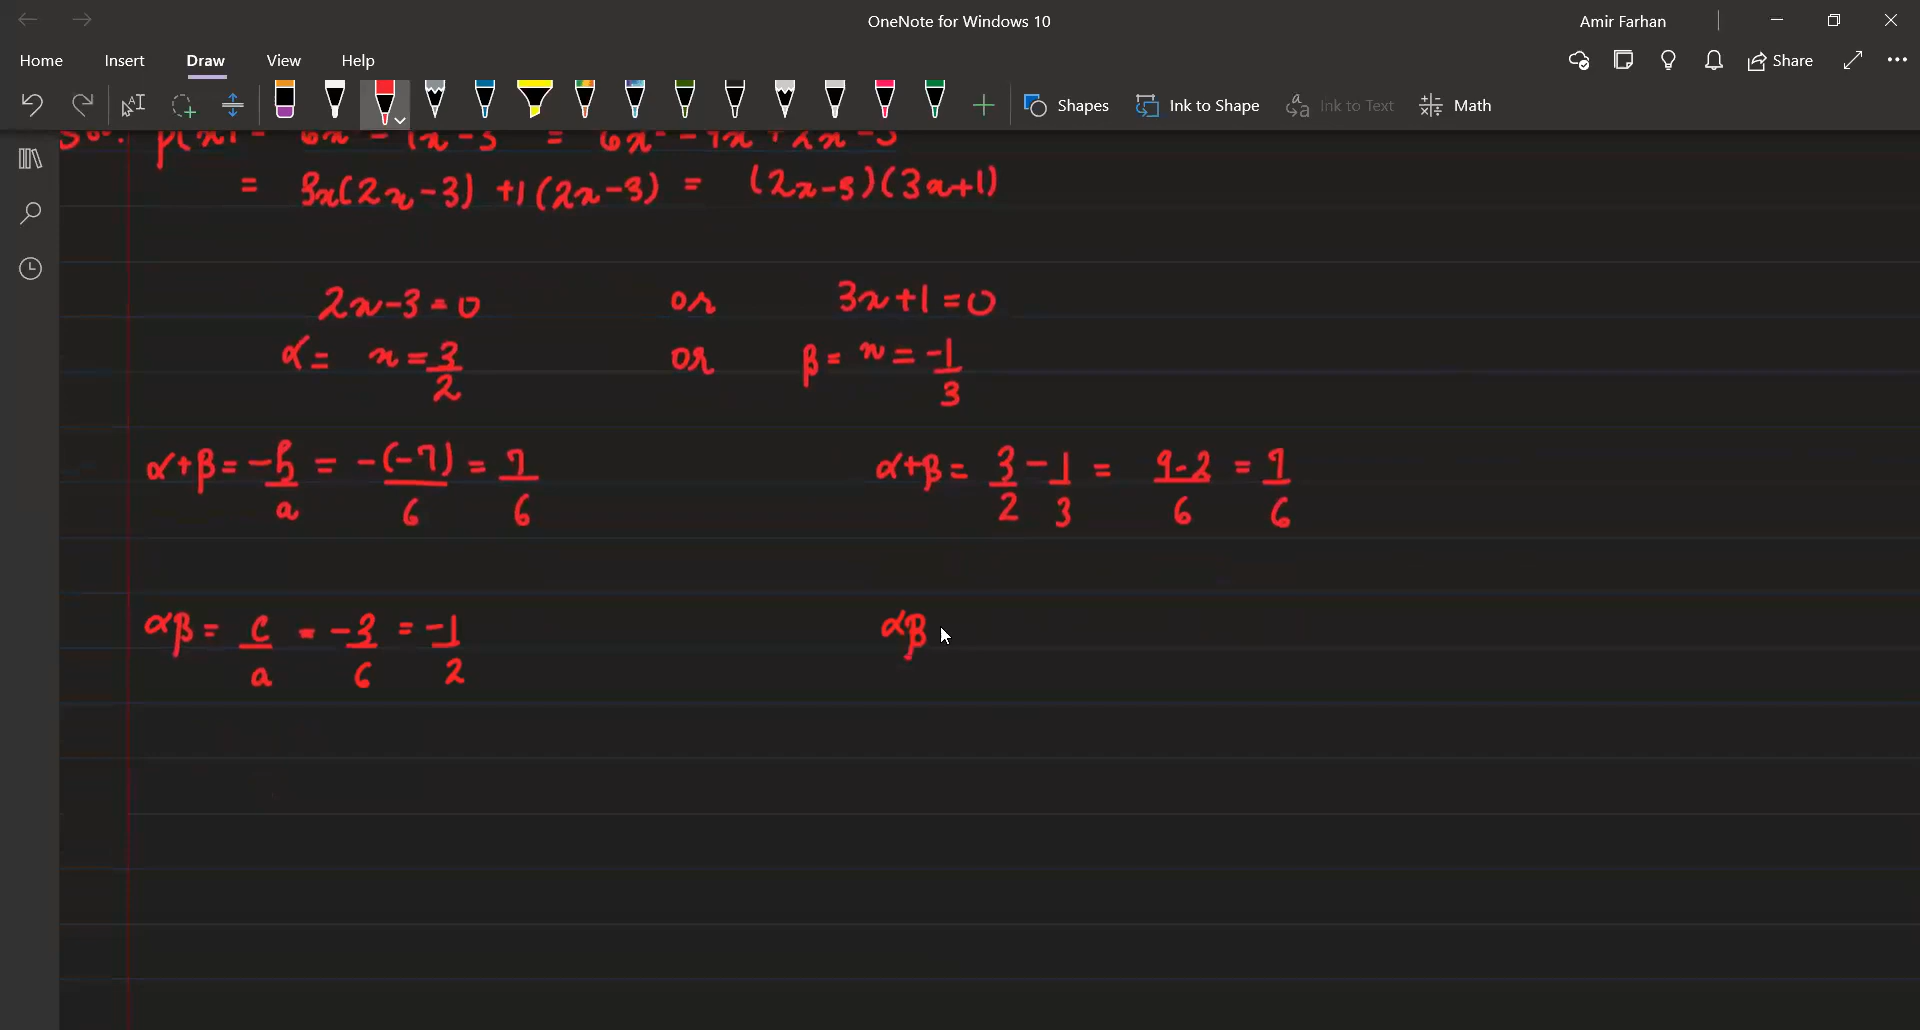 OneNote for Windows 10
Amir Farhan
Home Insert Draw View Help
Share
Shapes Ink to Shape Ink to Text Math
= 3x(2x-3) +1(2x-3) = (2x-3)(3x+1)
2x-3=0 or 3x+1=0
α = x = 3/2 or β = x = -1/3
α+β = -b/a = -(-7)/6 = 7/6 α+β = 3/2 - 1/3 = 9-2/6 = 7/6
αβ = c/a = -3/6 = -1/2 αβ